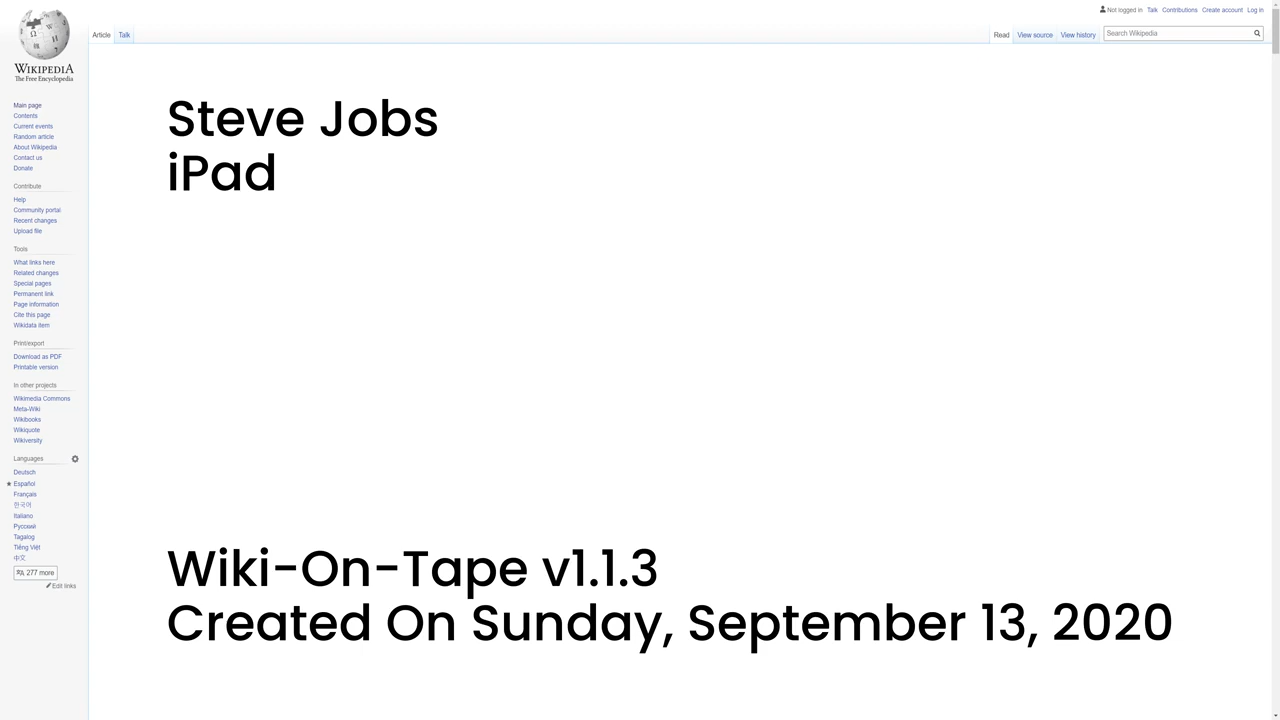 Not logged in Talk Contributions Create account Log in
Article Talk Read View source View history Search Wikipedia
WIKIPEDIA
The Free Encyclopedia
Main page
Contents
Current events
Random article
About Wikipedia
Contact us
Donate
Contribute
Help
Community portal
Recent changes
Upload file
Tools
What links here
Related changes
Special pages
Permanent link
Page information
Cite this page
Wikidata item
Print/export
Download as PDF
Printable version
In other projects
Wikimedia Commons
Meta-Wiki
Wikibooks
Wikiquote
Wikiversity
Languages
Deutsch
Español
Français
한국어
Italiano
Русский
Tagalog
Tiếng Việt
中文
277 more
Edit links
Steve Jobs
iPad
Wiki-On-Tape v1.1.3
Created On Sunday, September 13, 2020